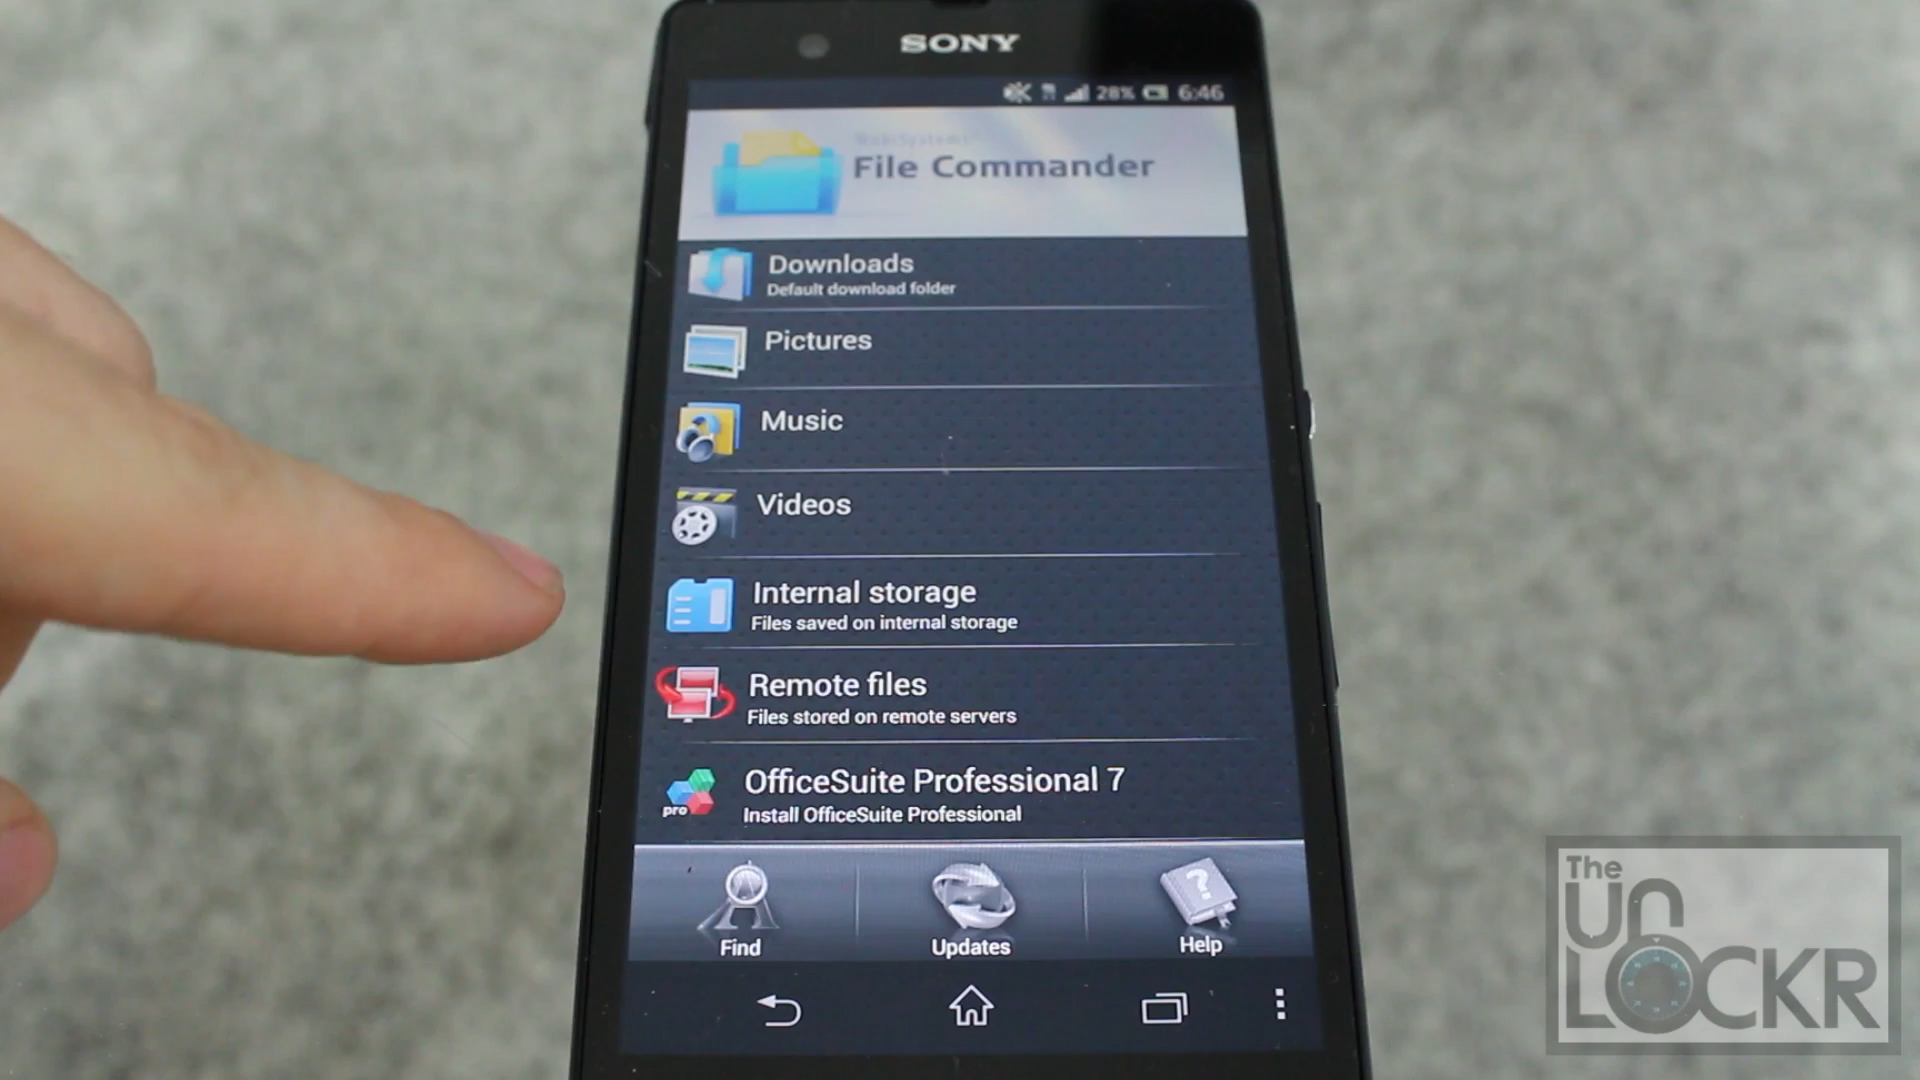 SONY
28% 6:46
File Commander
Downloads
Default download folder
Pictures
Music
Videos
Internal storage
Files saved on internal storage
Remote files
Files stored on remote servers
pro
OfficeSuite Professional 7
Install OfficeSuite Professional
Find
Updates
Help
The
UN
LOCKR